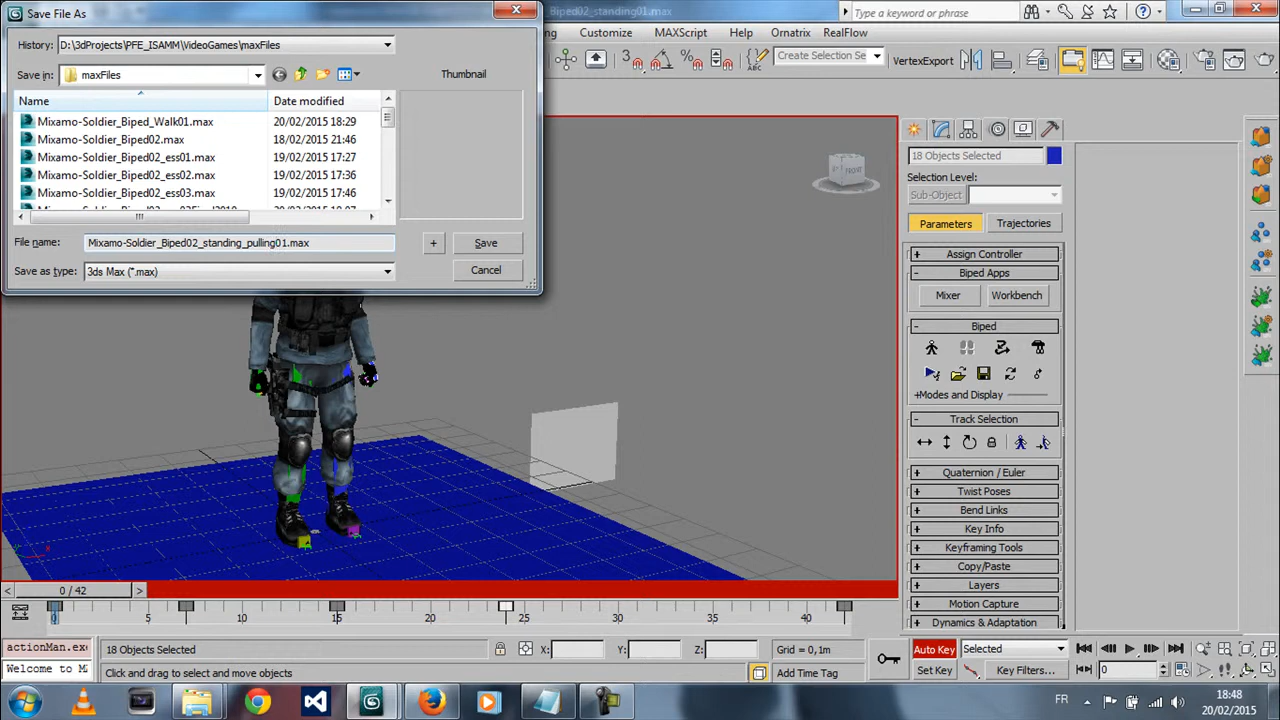 Save File As
Biped02_standing01.max
Type a keyword or phrase
History:
D:\3dProjects\PFE_ISAMM\VideoGames\maxFiles
Customize
MAXScript
Help
Ornatrix
RealFlow
Create Selection Se
VertexExport
Save in:
maxFiles
Thumbnail
Name
Date modified
Mixamo-Soldier_Biped_Walk01.max
20/02/2015 18:29
Mixamo-Soldier_Biped02.max
18/02/2015 21:46
Mixamo-Soldier_Biped02_ess01.max
19/02/2015 17:27
Mixamo-Soldier_Biped02_ess02.max
19/02/2015 17:36
Mixamo-Soldier_Biped02_ess03.max
19/02/2015 17:46
File name:
Mixamo-Soldier_Biped02_standing_pulling01.max
+
Save
Save as type:
3ds Max (*.max)
Cancel
FRONT
18 Objects Selected
Selection Level:
Sub-Object
Parameters
Trajectories
+ Assign Controller
- Biped Apps
Mixer
Workbench
- Biped
+Modes and Display
- Track Selection
+ Quaternion / Euler
+ Twist Poses
+ Bend Links
+ Key Info
+ Keyframing Tools
+ Copy/Paste
+ Layers
+ Motion Capture
+ Dynamics & Adaptation
< 0 / 42 >
0 5 10 15 20 25 30 35 40
actionMan.ex
18 Objects Selected
X:
Y:
Z:
Grid = 0,1m
Auto Key
Selected
Welcome to M
Click and drag to select and move objects
Add Time Tag
Set Key
Key Filters...
0
FR
18:48
20/02/2015